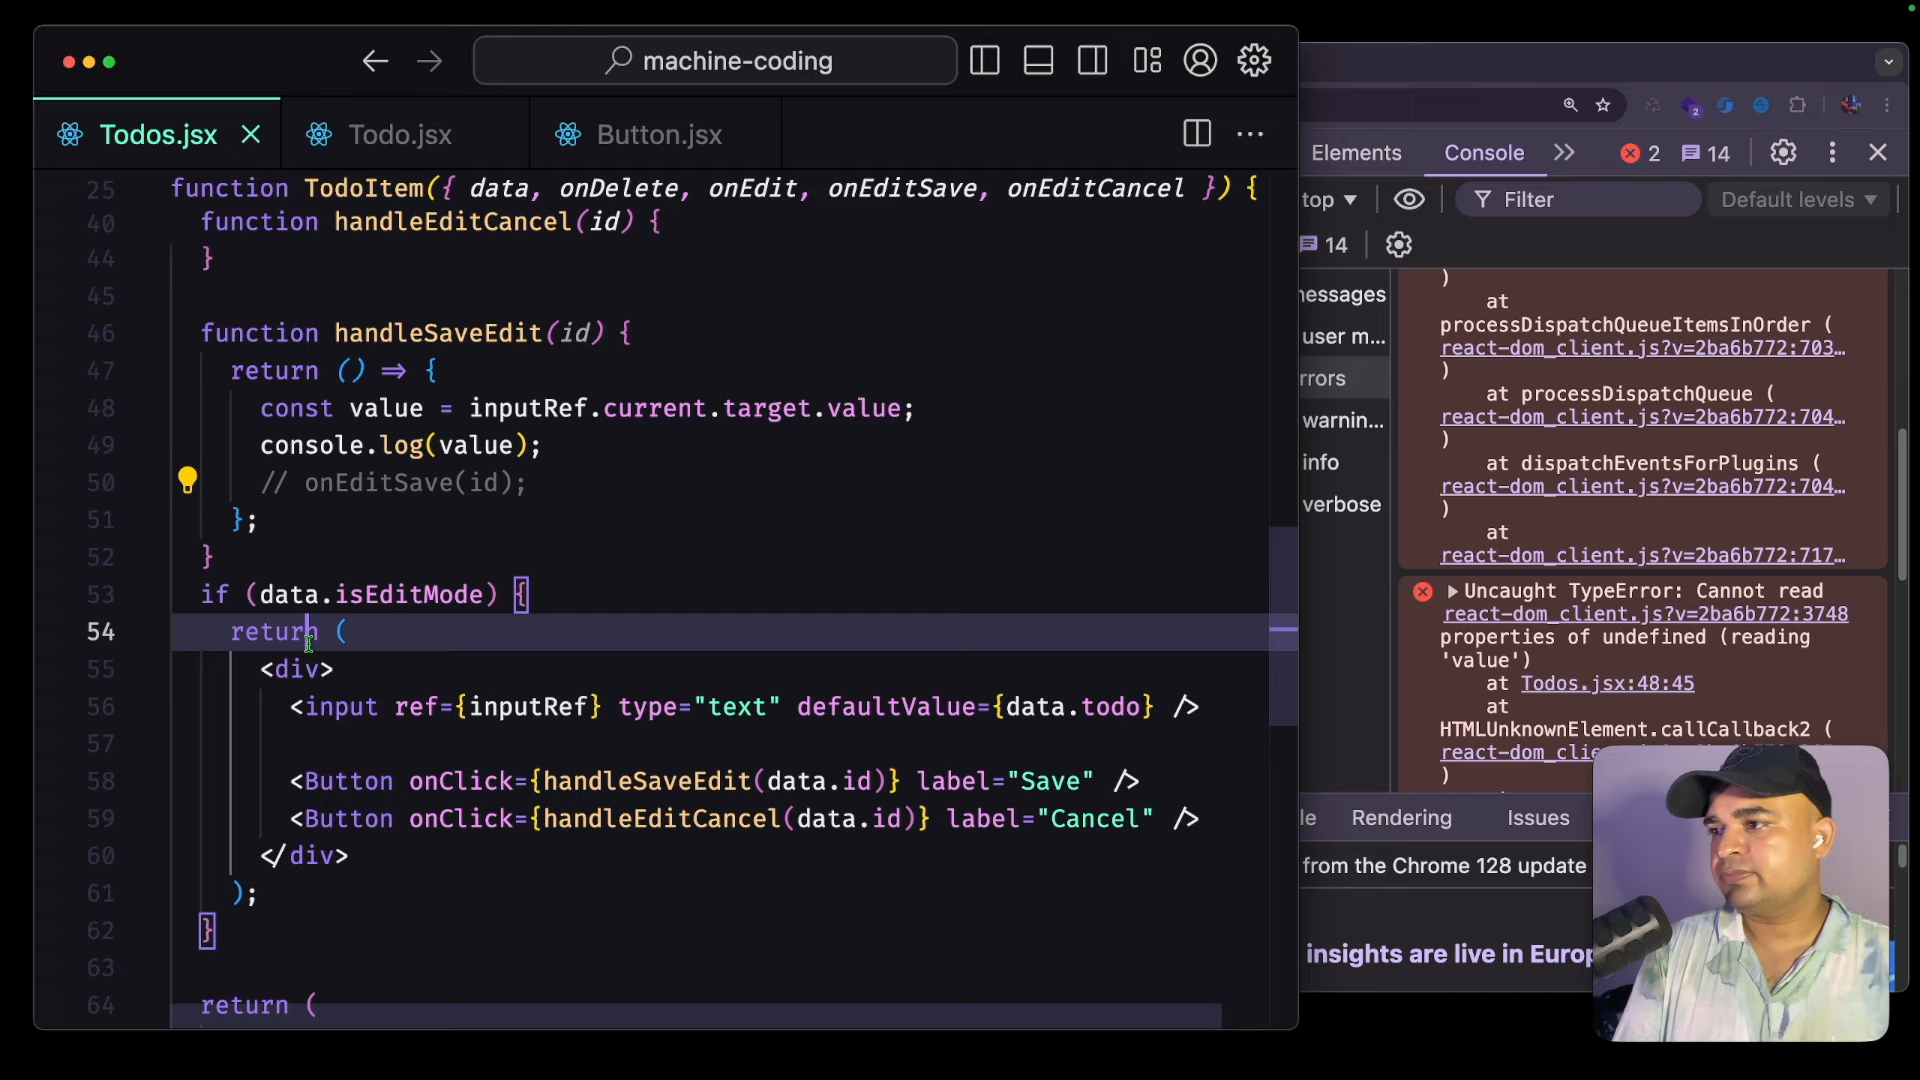 machine-coding
Todos.jsx
Todo.jsx
Button.jsx
25 function TodoItem({ data, onDelete, onEdit, onEditSave, onEditCancel }) {
40 function handleEditCancel(id) {
44 }
45
46 function handleSaveEdit(id) {
47 return () => {
48 const value = inputRef.current.target.value;
49 console.log(value);
50 // onEditSave(id);
51 };
52 }
53 if (data.isEditMode) {
54 return (
55 <div>
56 <input ref={inputRef} type="text" defaultValue={data.todo} />
57
58 <Button onClick={handleSaveEdit(data.id)} label="Save" />
59 <Button onClick={handleEditCancel(data.id)} label="Cancel" />
60 </div>
61 );
62 }
63
64 return (
2
Elements Console 2 14
top Filter Default levels
14
essages
user m...
rrors
warnin...
info
verbose
)
at
processDispatchQueueItemsInOrder (
react-dom_client.js?v=2ba6b772:703…
)
at processDispatchQueue (
react-dom_client.js?v=2ba6b772:704…
)
at dispatchEventsForPlugins (
react-dom_client.js?v=2ba6b772:704…
)
at
react-dom_client.js?v=2ba6b772:717…
Uncaught TypeError: Cannot read
react-dom_client.js?v=2ba6b772:3748
properties of undefined (reading
'value')
at Todos.jsx:48:45
at
HTMLUnknownElement.callCallback2 (
react-dom_clie
)
le Rendering Issues
from the Chrome 128 update
insights are live in Europ